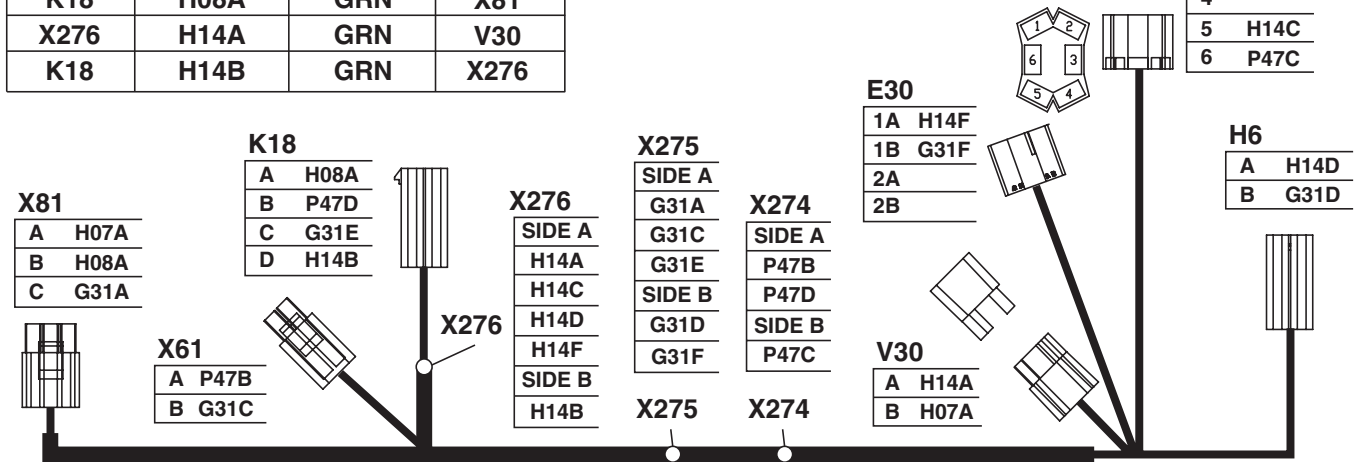 K18 H08A GRN X81
X276 H14A GRN V30
K18 H14B GRN X276
1 2
6 3
5 4
4
5 H14C
6 P47C
E30
1A H14F
1B G31F
2A
2B
H6
A H14D
B G31D
K18
A H08A
B P47D
C G31E
D H14B
X275
SIDE A
G31A
G31C
G31E
SIDE B
G31D
G31F
X276
SIDE A
H14A
H14C
H14D
H14F
SIDE B
H14B
X274
SIDE A
P47B
P47D
SIDE B
P47C
X81
A H07A
B H08A
C G31A
X276
X61
A P47B
B G31C
V30
A H14A
B H07A
X275
X274